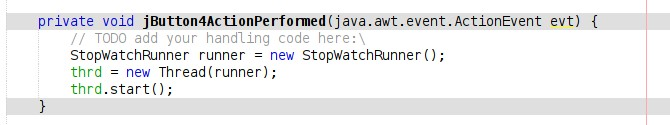 private void jButton4ActionPerformed(java.awt.event.ActionEvent evt) {
// TODO add your handling code here:\
StopWatchRunner runner = new StopWatchRunner();
thrd = new Thread(runner);
thrd.start();
}